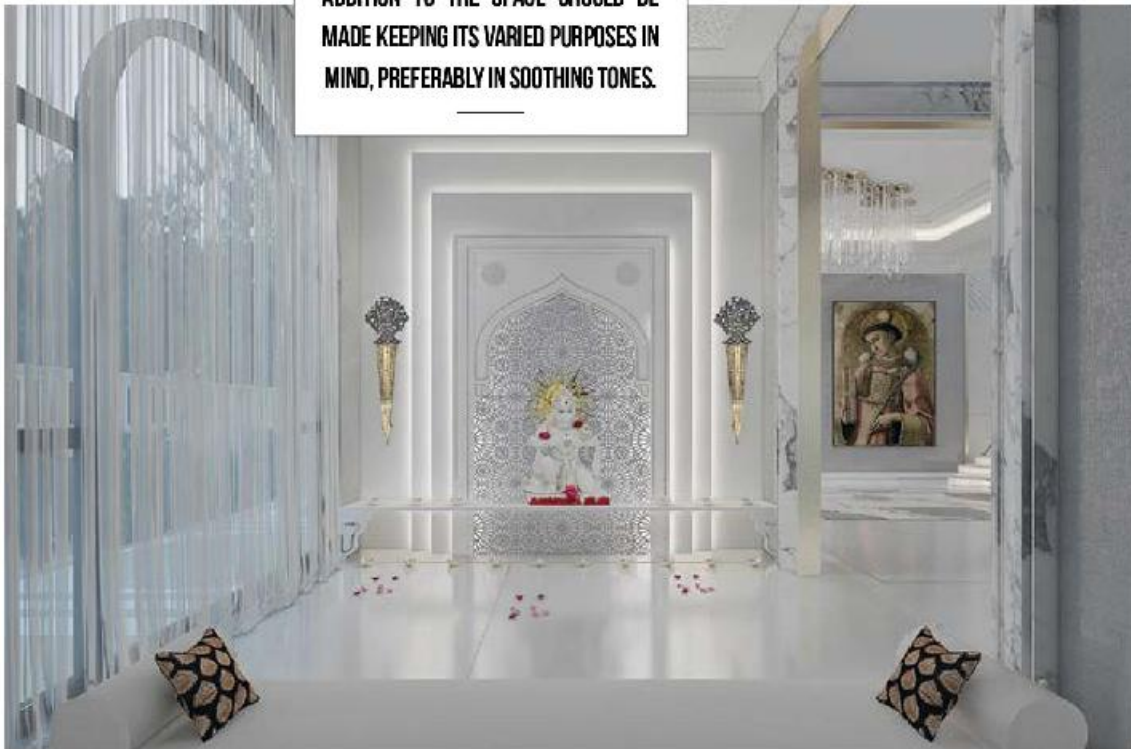 ADDITION TO THE SPACE SHOULD BE
MADE KEEPING ITS VARIED PURPOSES IN
MIND, PREFERABLY IN SOOTHING TONES.